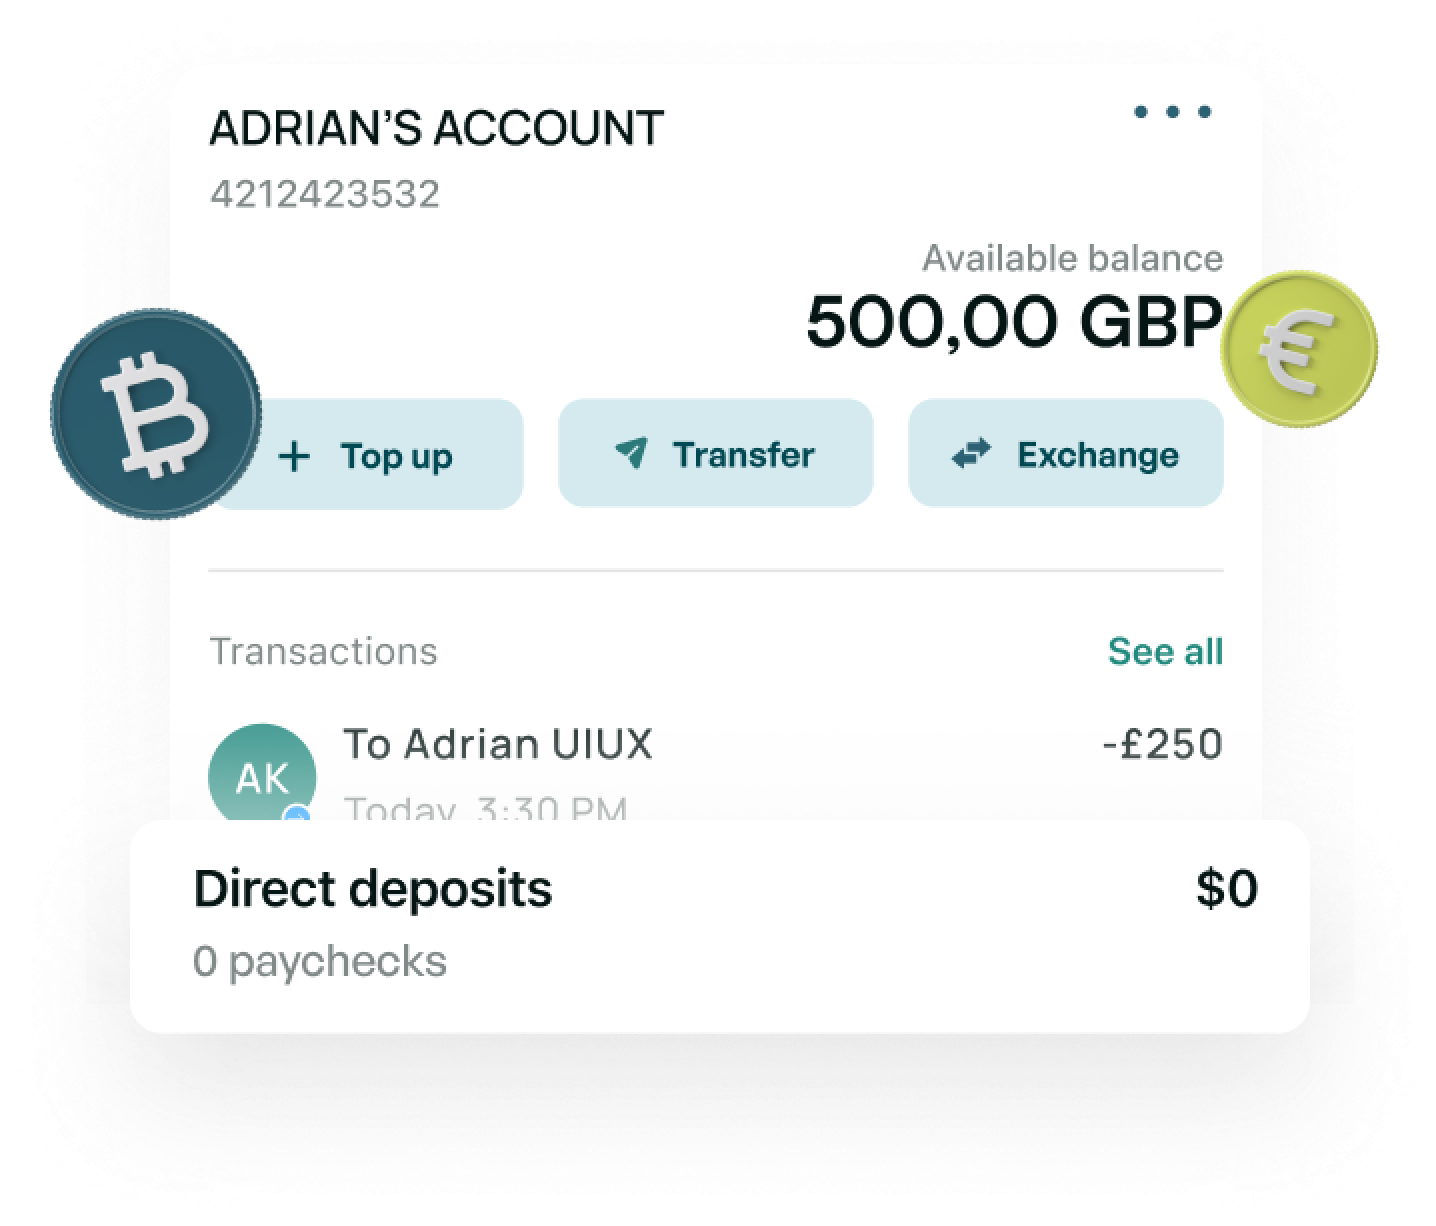 ADRIAN’S ACCOUNT
4212423532
Available balance
500,00 GBP
Top up
Transfer
Exchange
Transactions
See all
To Adrian UIUX
-£250
AK
Today, 3:30 PM
Direct deposits
$0
0 paychecks